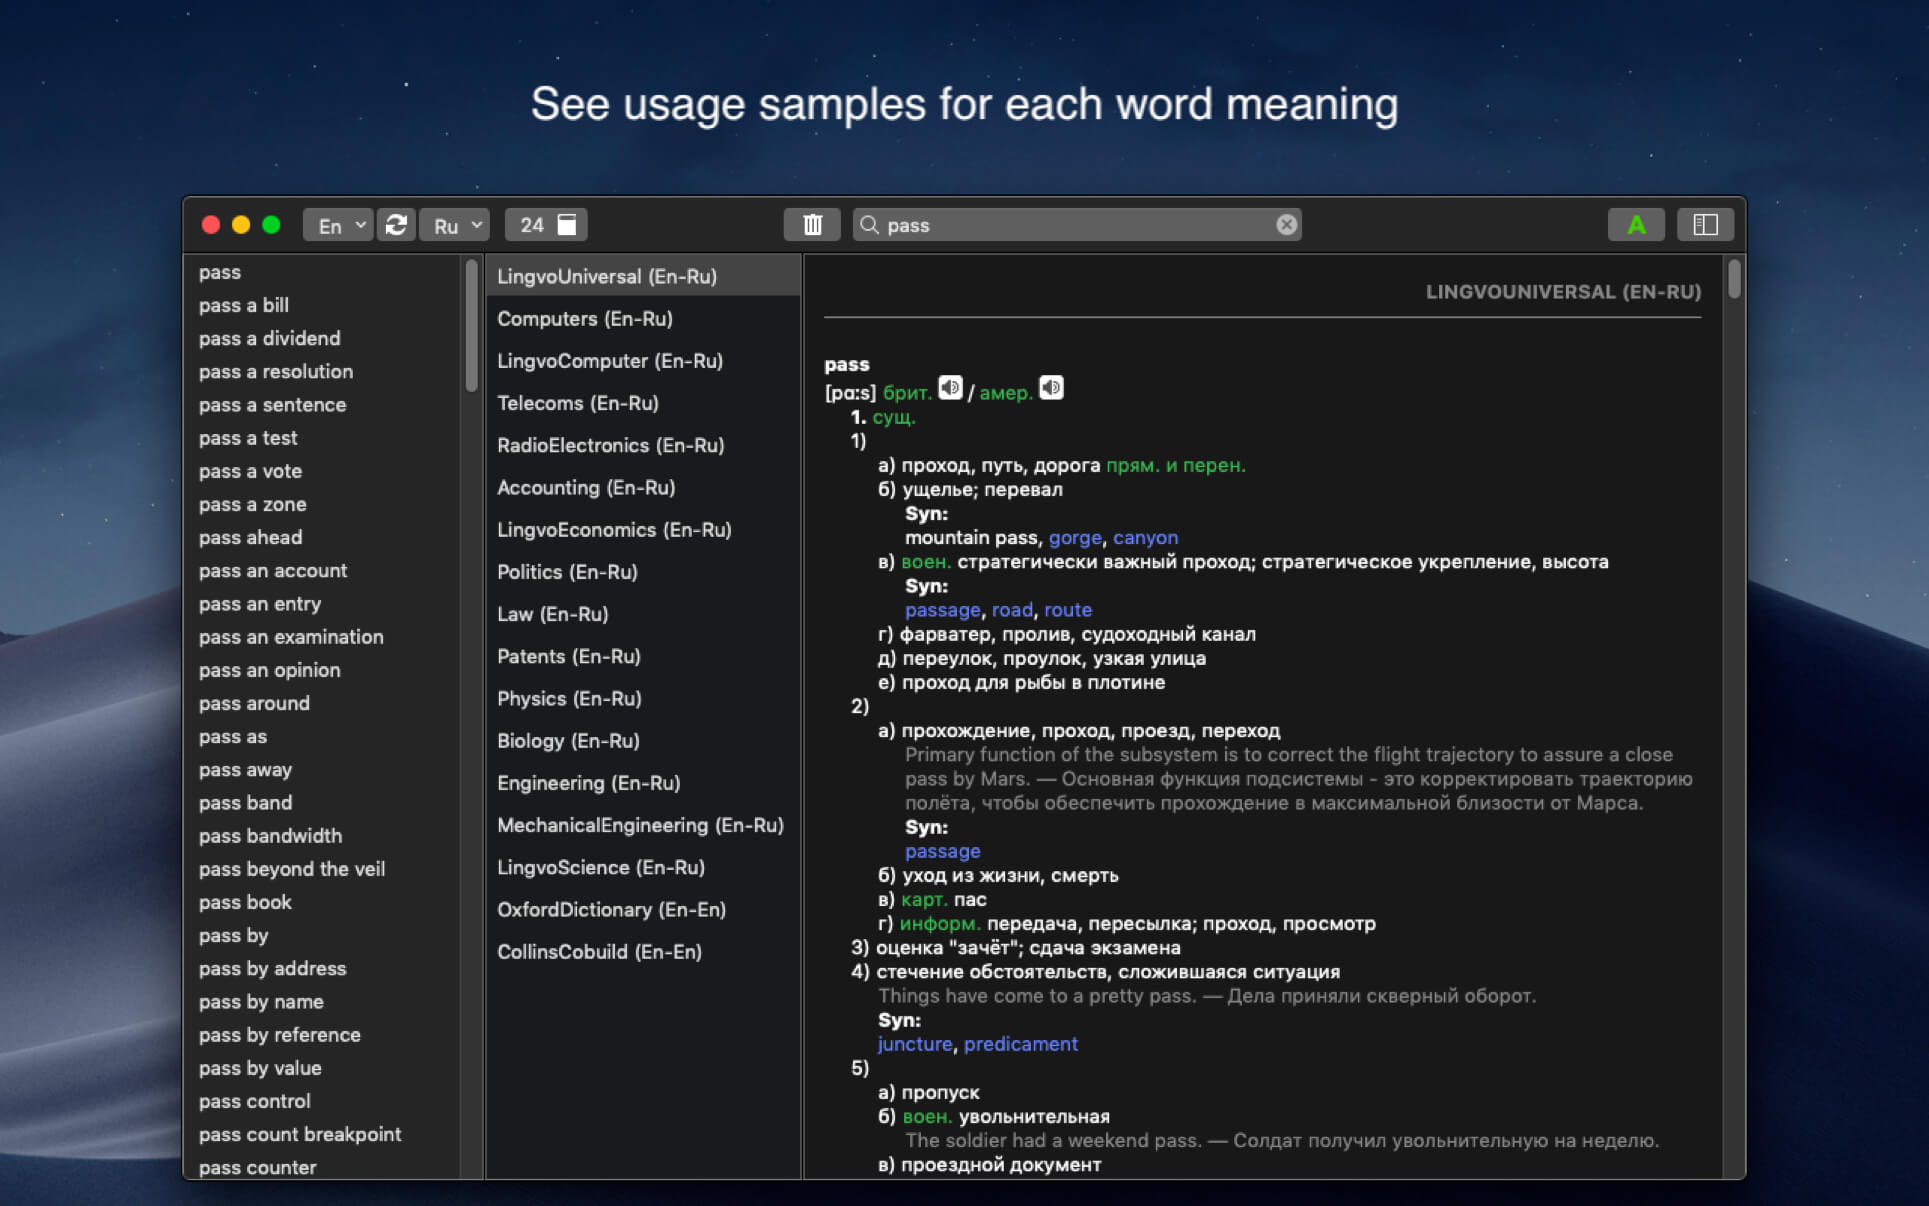 See usage samples for each word meaning
En
Ru
24
pass
A
pass
pass a bill
pass a dividend
pass a resolution
pass a sentence
pass a test
pass a vote
pass a zone
pass ahead
pass an account
pass an entry
pass an examination
pass an opinion
pass around
pass as
pass away
pass band
pass bandwidth
pass beyond the veil
pass book
pass by
pass by address
pass by name
pass by reference
pass by value
pass control
pass count breakpoint
pass counter
LingvoUniversal (En-Ru)
Computers (En-Ru)
LingvoComputer (En-Ru)
Telecoms (En-Ru)
RadioElectronics (En-Ru)
Accounting (En-Ru)
LingvoEconomics (En-Ru)
Politics (En-Ru)
Law (En-Ru)
Patents (En-Ru)
Physics (En-Ru)
Biology (En-Ru)
Engineering (En-Ru)
MechanicalEngineering (En-Ru)
LingvoScience (En-Ru)
OxfordDictionary (En-En)
CollinsCobuild (En-En)
LINGVOUNIVERSAL (EN-RU)
pass
[pɑːs] брит. / амер.
1. сущ.
1)
а) проход, путь, дорога прям. и перен.
б) ущелье; перевал
Syn:
mountain pass, gorge, canyon
в) воен. стратегически важный проход; стратегическое укрепление, высота
Syn:
passage, road, route
г) фарватер, пролив, судоходный канал
д) переулок, проулок, узкая улица
е) проход для рыбы в плотине
2)
а) прохождение, проход, проезд, переход
Primary function of the subsystem is to correct the flight trajectory to assure a close
pass by Mars. — Основная функция подсистемы - это корректировать траекторию
полёта, чтобы обеспечить прохождение в максимальной близости от Марса.
Syn:
passage
б) уход из жизни, смерть
в) карт. пас
г) информ. передача, пересылка; проход, просмотр
3) оценка "зачёт"; сдача экзамена
4) стечение обстоятельств, сложившаяся ситуация
Things have come to a pretty pass. — Дела приняли скверный оборот.
Syn:
juncture, predicament
5)
а) пропуск
б) воен. увольнительная
The soldier had a weekend pass. — Солдат получил увольнительную на неделю.
в) проездной документ